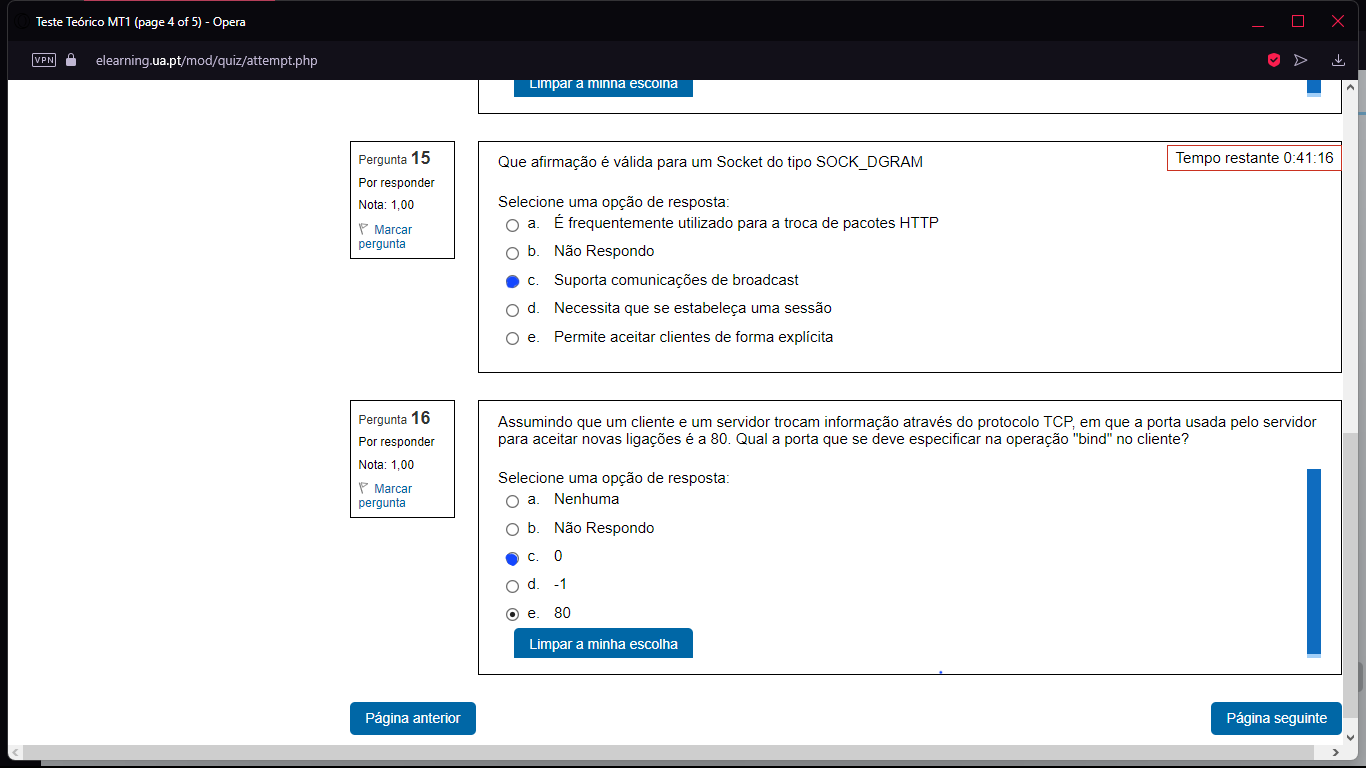 Teste Teórico MT1 (page 4 of 5) - Opera
VPN elearning.ua.pt/mod/quiz/attempt.php
Limpar a minha escolha
Pergunta 15
Por responder
Nota: 1,00
Marcar
pergunta
Tempo restante 0:41:16
Que afirmação é válida para um Socket do tipo SOCK_DGRAM
Selecione uma opção de resposta:
a. É frequentemente utilizado para a troca de pacotes HTTP
b. Não Respondo
c. Suporta comunicações de broadcast
d. Necessita que se estabeleça uma sessão
e. Permite aceitar clientes de forma explícita
Pergunta 16
Por responder
Nota: 1,00
Marcar
pergunta
Assumindo que um cliente e um servidor trocam informação através do protocolo TCP, em que a porta usada pelo servidor
para aceitar novas ligações é a 80. Qual a porta que se deve especificar na operação "bind" no cliente?
Selecione uma opção de resposta:
a. Nenhuma
b. Não Respondo
c. 0
d. -1
e. 80
Limpar a minha escolha
Página anterior
Página seguinte